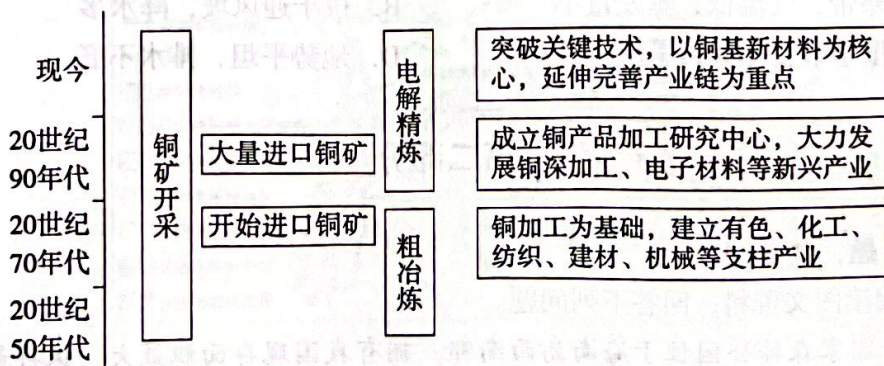 现今
20世纪
90年代
20世纪
70年代
20世纪
50年代
铜矿开采
大量进口铜矿
开始进口铜矿
电解精炼
粗冶炼
突破关键技术，以铜基新材料为核
心，延伸完善产业链为重点
成立铜产品加工研究中心，大力发
展铜深加工、电子材料等新兴产业
铜加工为基础，建立有色、化工、
纺织、建材、机械等支柱产业